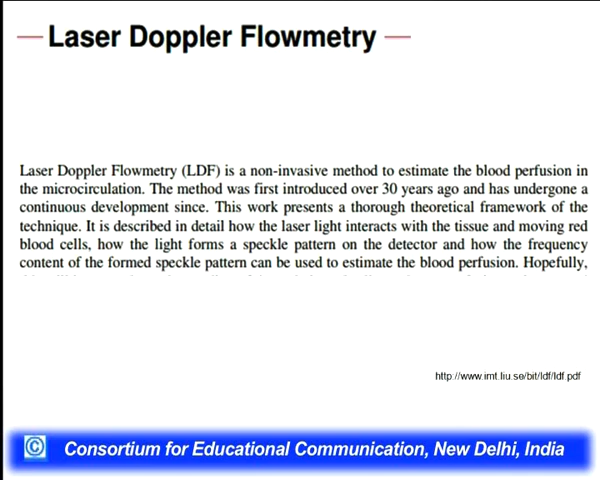 Laser Doppler Flowmetry
Laser Doppler Flowmetry (LDF) is a non-invasive method to estimate the blood perfusion in
the microcirculation. The method was first introduced over 30 years ago and has undergone a
continuous development since. This work presents a thorough theoretical framework of the
technique. It is described in detail how the laser light interacts with the tissue and moving red
blood cells, how the light forms a speckle pattern on the detector and how the frequency
content of the formed speckle pattern can be used to estimate the blood perfusion. Hopefully,
http://www.imt.liu.se/bit/ldf/ldf.pdf
© Consortium for Educational Communication, New Delhi, India